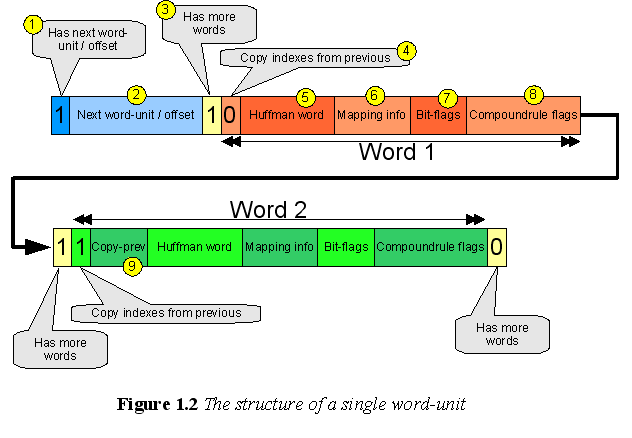 1
Has next word-
unit / offset
3
Has more
words
Copy indexes from previous
4
1
2
Next word-unit / offset
1
0
5
Huffman word
6
Mapping info
7
Bit-flags
8
Compoundrule flags
Word 1
Word 2
1
1
Copy-prev
9
Huffman word
Mapping info
Bit-flags
Compoundrule flags
0
Copy indexes from previous
Has more
words
Has more
words
Figure 1.2 The structure of a single word-unit